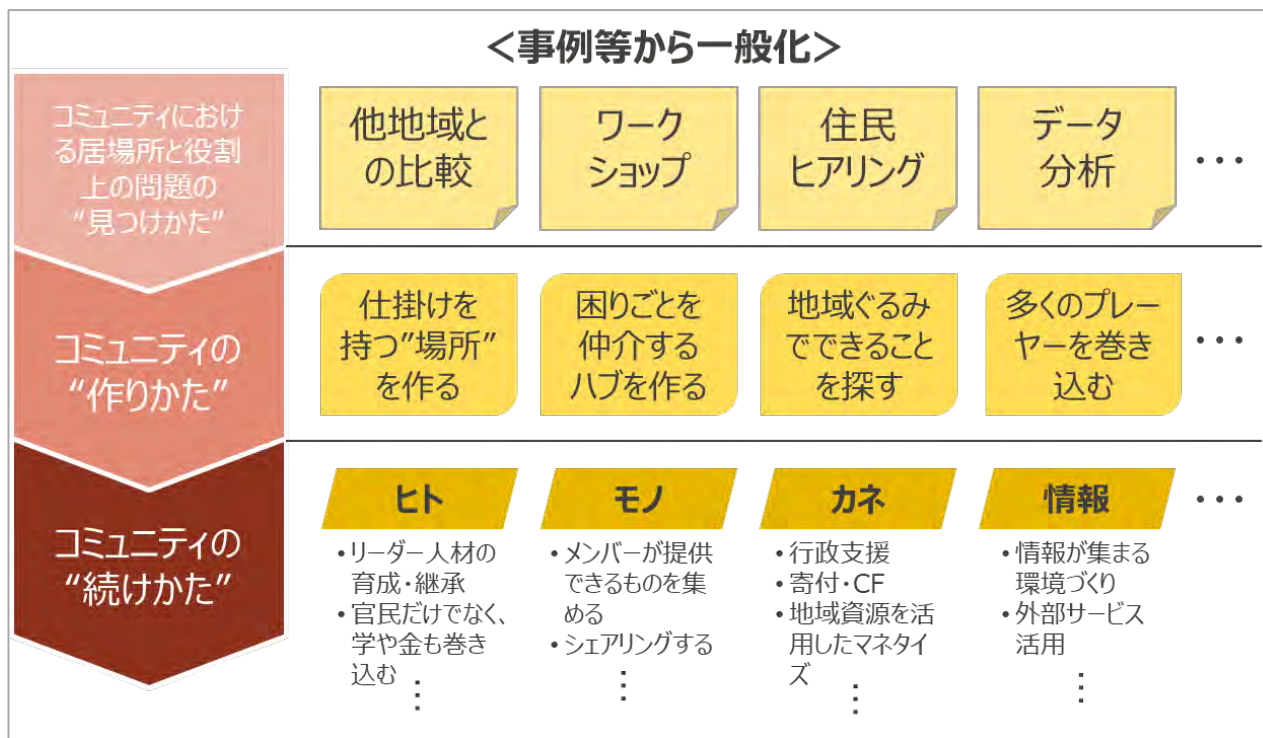 <事例等から一般化>
コミュニティにおけ
る居場所と役割
上の問題の
“見つけかた”
他地域と
の比較
ワーク
ショップ
住民
ヒアリング
データ
分析
・・・
コミュニティの
“作りかた”
仕掛けを
持つ”場所”
を作る
困りごとを
仲介する
ハブを作る
地域ぐるみ
でできること
を探す
多くのプレー
ヤーを巻き
込む
・・・
コミュニティの
“続けかた”
ヒト
・リーダー人材の
育成・継承
・官民だけでなく、
学や金も巻き
込む
⋮
モノ
・メンバーが提供
できるものを集
める
・シェアリングする
⋮
カネ
・行政支援
・寄付・CF
・地域資源を活
用したマネタイ
ズ
⋮
情報
・情報が集まる
環境づくり
・外部サービス
活用
⋮
・・・